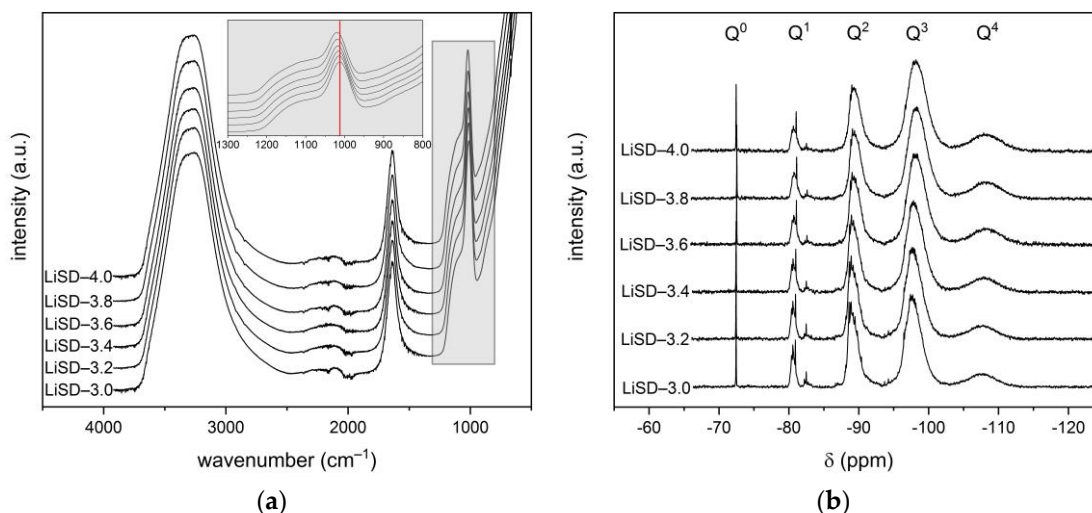 1300 1200 1100 1000 900 800
intensity (a.u.)
LiSD–4.0
LiSD–3.8
LiSD–3.6
LiSD–3.4
LiSD–3.2
LiSD–3.0
4000 3000 2000 1000
wavenumber (cm⁻¹)
(a)
Q⁰ Q¹ Q² Q³ Q⁴
intensity (a.u.)
LiSD–4.0
LiSD–3.8
LiSD–3.6
LiSD–3.4
LiSD–3.2
LiSD–3.0
-60 -70 -80 -90 -100 -110 -120
δ (ppm)
(b)